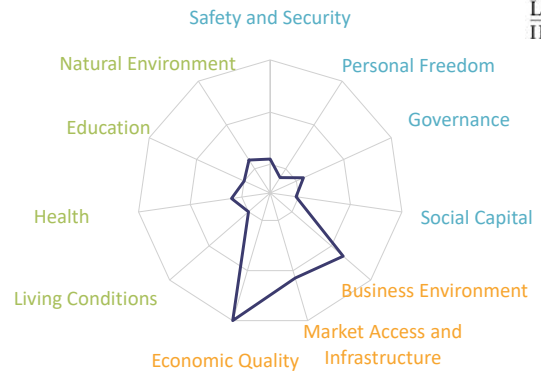 Safety and Security
Natural Environment
Personal Freedom
Education
Governance
Health
Social Capital
Living Conditions
Business Environment
Market Access and
Infrastructure
Economic Quality